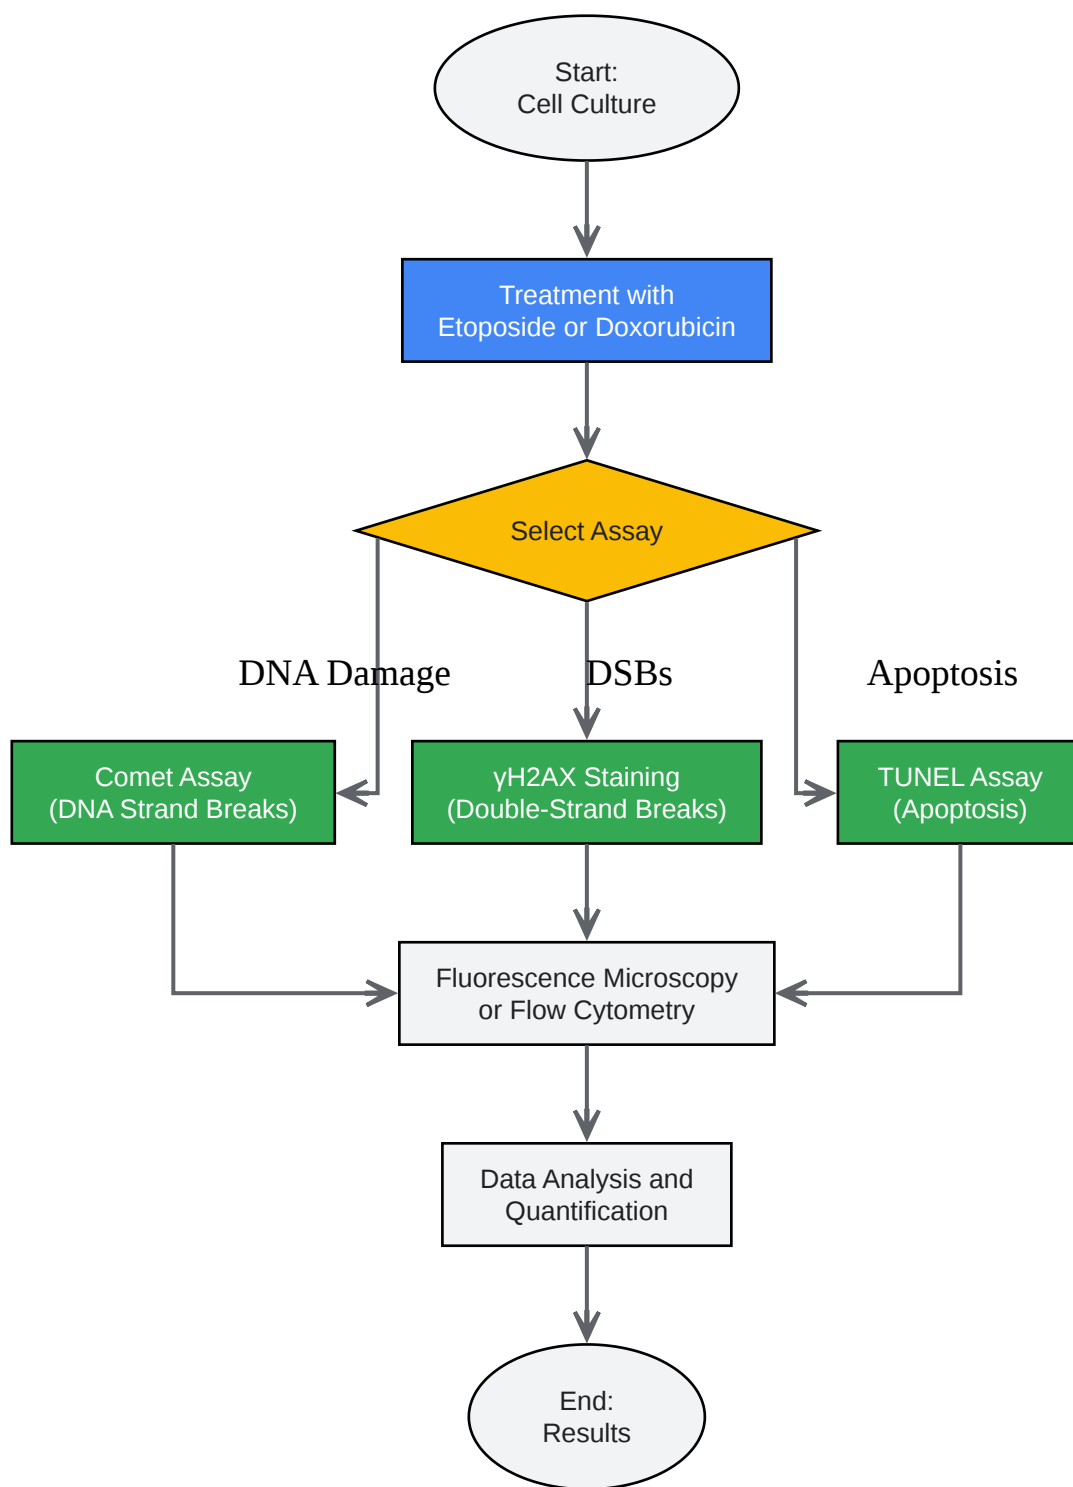 Start:
Cell Culture
Treatment with
Etoposide or Doxorubicin
Select Assay
DNA Damage
DSBs
Apoptosis
Comet Assay
(DNA Strand Breaks)
γH2AX Staining
(Double-Strand Breaks)
TUNEL Assay
(Apoptosis)
Fluorescence Microscopy
or Flow Cytometry
Data Analysis and
Quantification
End:
Results